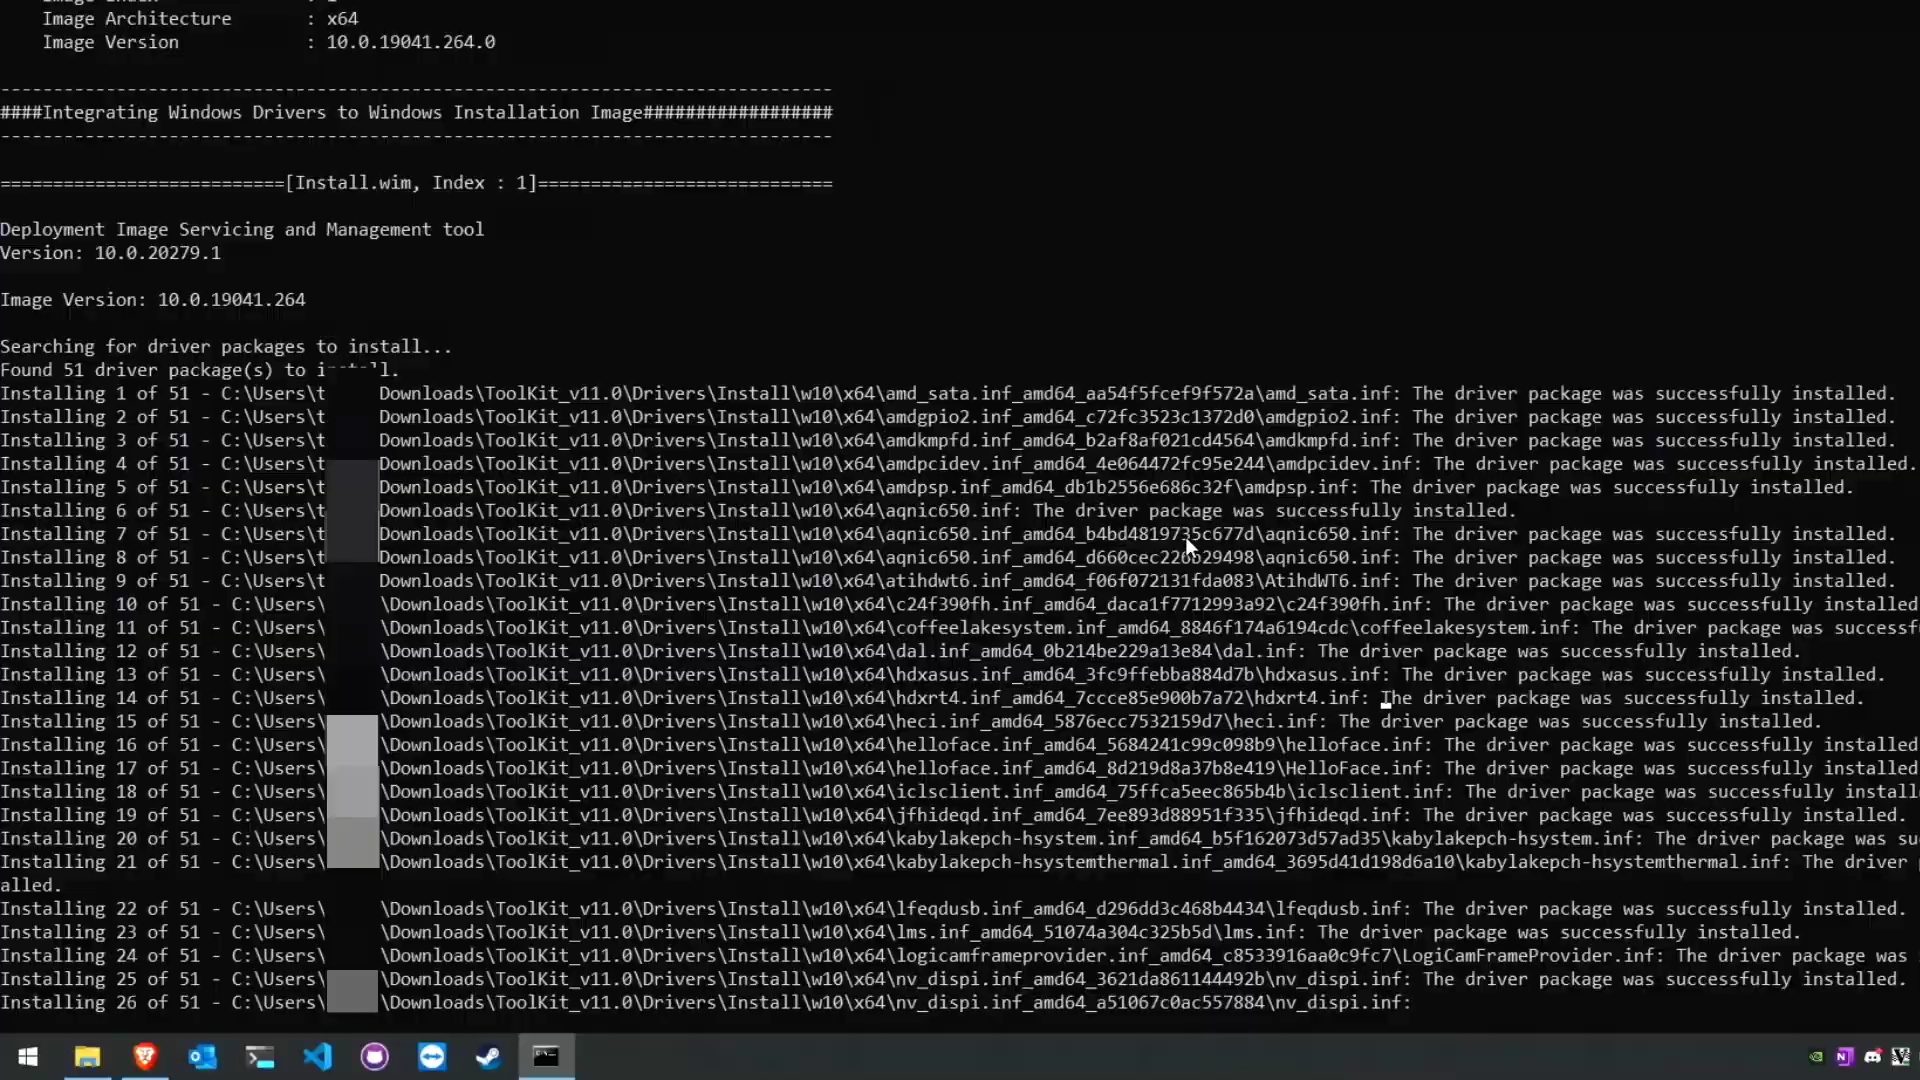 Image Architecture : x64
Image Version : 10.0.19041.264.0
--------------------------------------------------------------------------------
####Integrating Windows Drivers to Windows Installation Image##################
--------------------------------------------------------------------------------
===========================[Install.wim, Index : 1]============================
Deployment Image Servicing and Management tool
Version: 10.0.20279.1
Image Version: 10.0.19041.264
Searching for driver packages to install...
Found 51 driver package(s) to install.
Installing 1 of 51 - C:\Users\t Downloads\ToolKit_v11.0\Drivers\Install\w10\x64\amd_sata.inf_amd64_aa54f5fcef9f572a\amd_sata.inf: The driver package was successfully installed.
Installing 2 of 51 - C:\Users\t Downloads\ToolKit_v11.0\Drivers\Install\w10\x64\amdgpio2.inf_amd64_c72fc3523c1372d0\amdgpio2.inf: The driver package was successfully installed.
Installing 3 of 51 - C:\Users\t Downloads\ToolKit_v11.0\Drivers\Install\w10\x64\amdkmpfd.inf_amd64_b2af8af021cd4564\amdkmpfd.inf: The driver package was successfully installed.
Installing 4 of 51 - C:\Users\t Downloads\ToolKit_v11.0\Drivers\Install\w10\x64\amdpcidev.inf_amd64_4e064472fc95e244\amdpcidev.inf: The driver package was successfully installed.
Installing 5 of 51 - C:\Users\t Downloads\ToolKit_v11.0\Drivers\Install\w10\x64\amdpsp.inf_amd64_db1b2556e686c32f\amdpsp.inf: The driver package was successfully installed.
Installing 6 of 51 - C:\Users\t Downloads\ToolKit_v11.0\Drivers\Install\w10\x64\aqnic650.inf: The driver package was successfully installed.
Installing 7 of 51 - C:\Users\t Downloads\ToolKit_v11.0\Drivers\Install\w10\x64\aqnic650.inf_amd64_b4bd4819735c677d\aqnic650.inf: The driver package was successfully installed.
Installing 8 of 51 - C:\Users\t Downloads\ToolKit_v11.0\Drivers\Install\w10\x64\aqnic650.inf_amd64_d660cec226b29498\aqnic650.inf: The driver package was successfully installed.
Installing 9 of 51 - C:\Users\t Downloads\ToolKit_v11.0\Drivers\Install\w10\x64\atihdwt6.inf_amd64_f06f072131fda083\AtihdWT6.inf: The driver package was successfully installed.
Installing 10 of 51 - C:\Users\ \Downloads\ToolKit_v11.0\Drivers\Install\w10\x64\c24f390fh.inf_amd64_daca1f7712993a92\c24f390fh.inf: The driver package was successfully installed
Installing 11 of 51 - C:\Users\ \Downloads\ToolKit_v11.0\Drivers\Install\w10\x64\coffeelakesystem.inf_amd64_8846f174a6194cdc\coffeelakesystem.inf: The driver package was successf
Installing 12 of 51 - C:\Users\ \Downloads\ToolKit_v11.0\Drivers\Install\w10\x64\dal.inf_amd64_0b214be229a13e84\dal.inf: The driver package was successfully installed.
Installing 13 of 51 - C:\Users\ \Downloads\ToolKit_v11.0\Drivers\Install\w10\x64\hdxasus.inf_amd64_3fc9ffebba884d7b\hdxasus.inf: The driver package was successfully installed.
Installing 14 of 51 - C:\Users\ \Downloads\ToolKit_v11.0\Drivers\Install\w10\x64\hdxrt4.inf_amd64_7ccce85e900b7a72\hdxrt4.inf: The driver package was successfully installed.
Installing 15 of 51 - C:\Users\ \Downloads\ToolKit_v11.0\Drivers\Install\w10\x64\heci.inf_amd64_5876ecc7532159d7\heci.inf: The driver package was successfully installed.
Installing 16 of 51 - C:\Users\ \Downloads\ToolKit_v11.0\Drivers\Install\w10\x64\helloface.inf_amd64_5684241c99c098b9\helloface.inf: The driver package was successfully installed
Installing 17 of 51 - C:\Users\ \Downloads\ToolKit_v11.0\Drivers\Install\w10\x64\helloface.inf_amd64_8d219d8a37b8e419\HelloFace.inf: The driver package was successfully installed
Installing 18 of 51 - C:\Users\ \Downloads\ToolKit_v11.0\Drivers\Install\w10\x64\iclsclient.inf_amd64_75ffca5eec865b4b\iclsclient.inf: The driver package was successfully install
Installing 19 of 51 - C:\Users\ \Downloads\ToolKit_v11.0\Drivers\Install\w10\x64\jfhideqd.inf_amd64_7ee893d88951f335\jfhideqd.inf: The driver package was successfully installed.
Installing 20 of 51 - C:\Users\ \Downloads\ToolKit_v11.0\Drivers\Install\w10\x64\kabylakepch-hsystem.inf_amd64_b5f162073d57ad35\kabylakepch-hsystem.inf: The driver package was su
Installing 21 of 51 - C:\Users\ \Downloads\ToolKit_v11.0\Drivers\Install\w10\x64\kabylakepch-hsystemthermal.inf_amd64_3695d41d198d6a10\kabylakepch-hsystemthermal.inf: The driver
alled.
Installing 22 of 51 - C:\Users\ \Downloads\ToolKit_v11.0\Drivers\Install\w10\x64\lfeqdusb.inf_amd64_d296dd3c468b4434\lfeqdusb.inf: The driver package was successfully installed.
Installing 23 of 51 - C:\Users\ \Downloads\ToolKit_v11.0\Drivers\Install\w10\x64\lms.inf_amd64_51074a304c325b5d\lms.inf: The driver package was successfully installed.
Installing 24 of 51 - C:\Users\ \Downloads\ToolKit_v11.0\Drivers\Install\w10\x64\logicamframeprovider.inf_amd64_c8533916aa0c9fc7\LogiCamFrameProvider.inf: The driver package was
Installing 25 of 51 - C:\Users\ \Downloads\ToolKit_v11.0\Drivers\Install\w10\x64\nv_dispi.inf_amd64_3621da861144492b\nv_dispi.inf: The driver package was successfully installed.
Installing 26 of 51 - C:\Users\ \Downloads\ToolKit_v11.0\Drivers\Install\w10\x64\nv_dispi.inf_amd64_a51067c0ac557884\nv_dispi.inf: